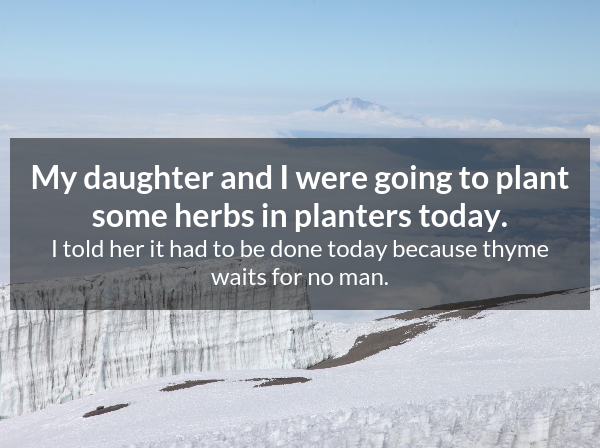 My daughter and I were going to plant
some herbs in planters today.
I told her it had to be done today because thyme
waits for no man.